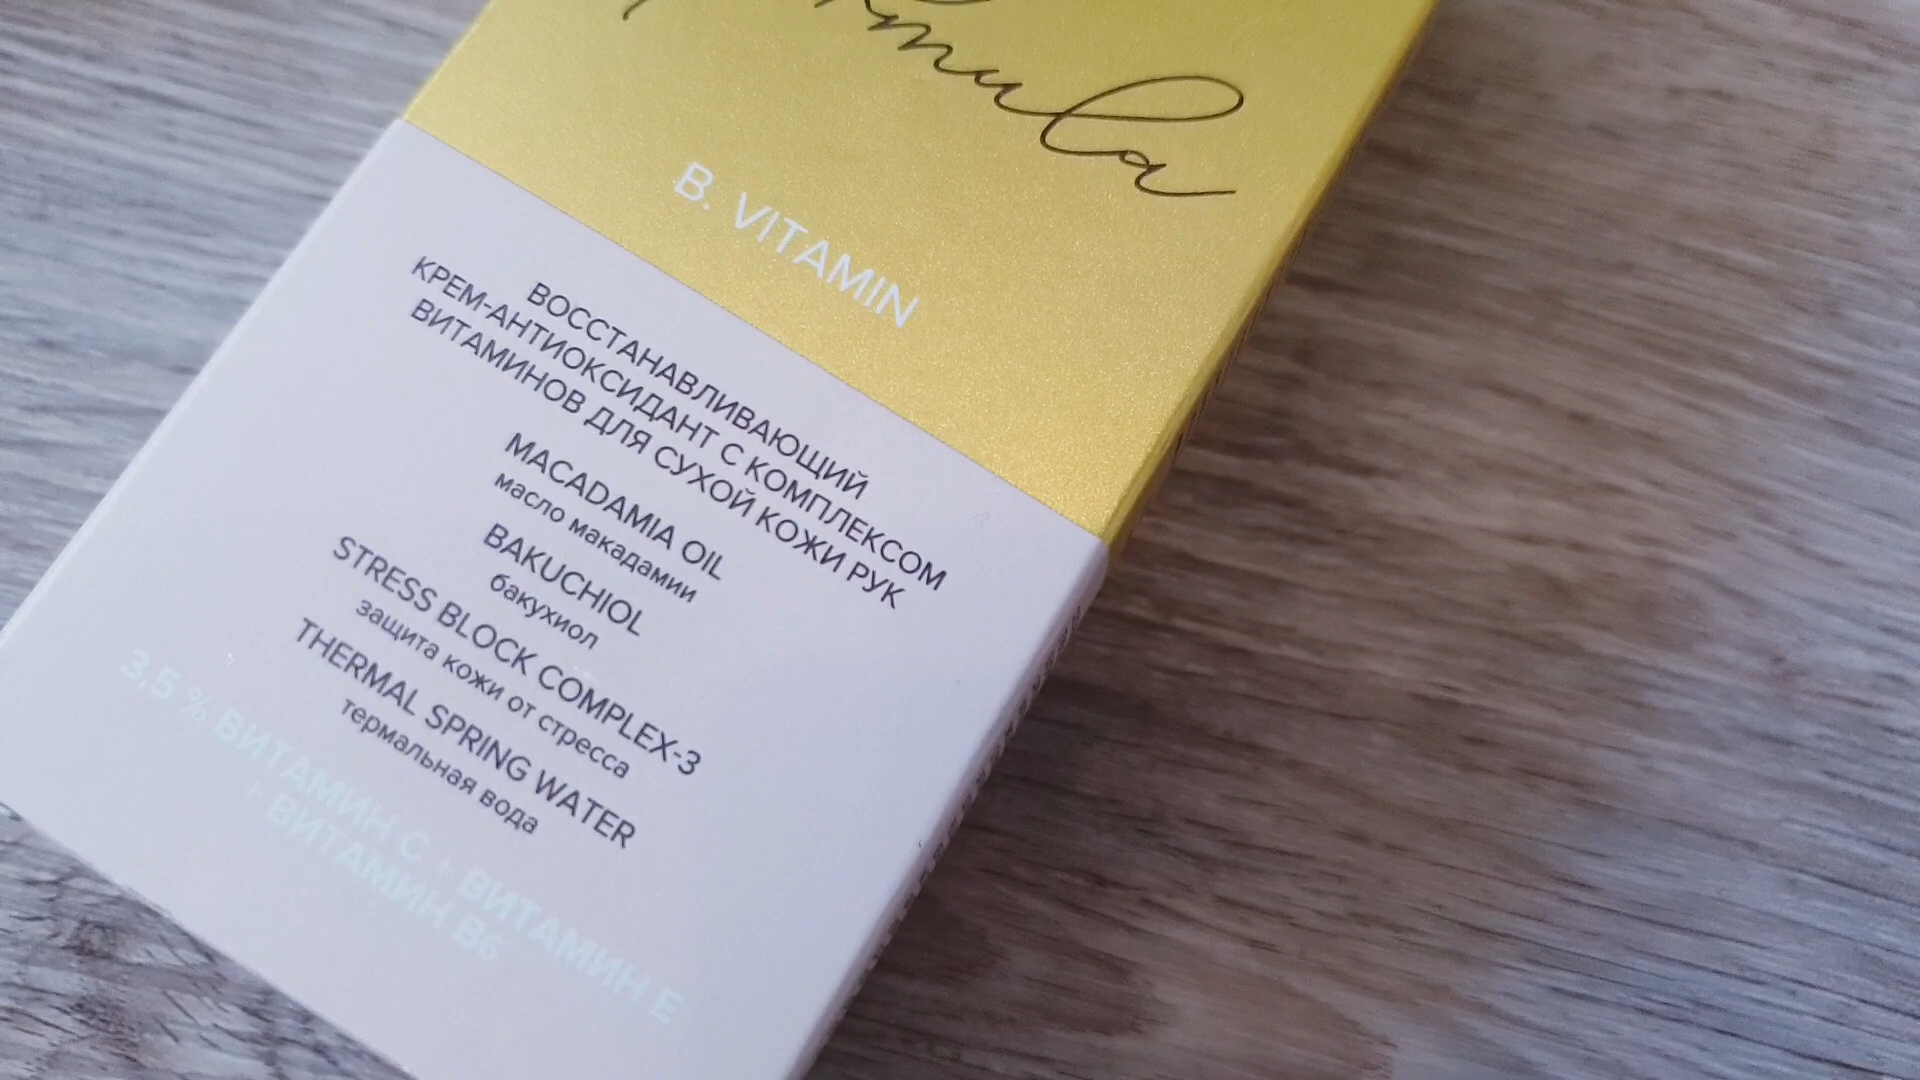 B. VITAMIN
ВОССТАНАВЛИВАЮЩИЙ
КРЕМ-АНТИОКСИДАНТ С КОМПЛЕКСОМ
ВИТАМИНОВ ДЛЯ СУХОЙ КОЖИ РУК
MACADAMIA OIL
масло макадамии
BAKUCHIOL
бакухиол
STRESS BLOCK COMPLEX-3
защита кожи от стресса
THERMAL SPRING WATER
термальная вода
3,5 % ВИТАМИН С + ВИТАМИН Е
+ ВИТАМИН В6